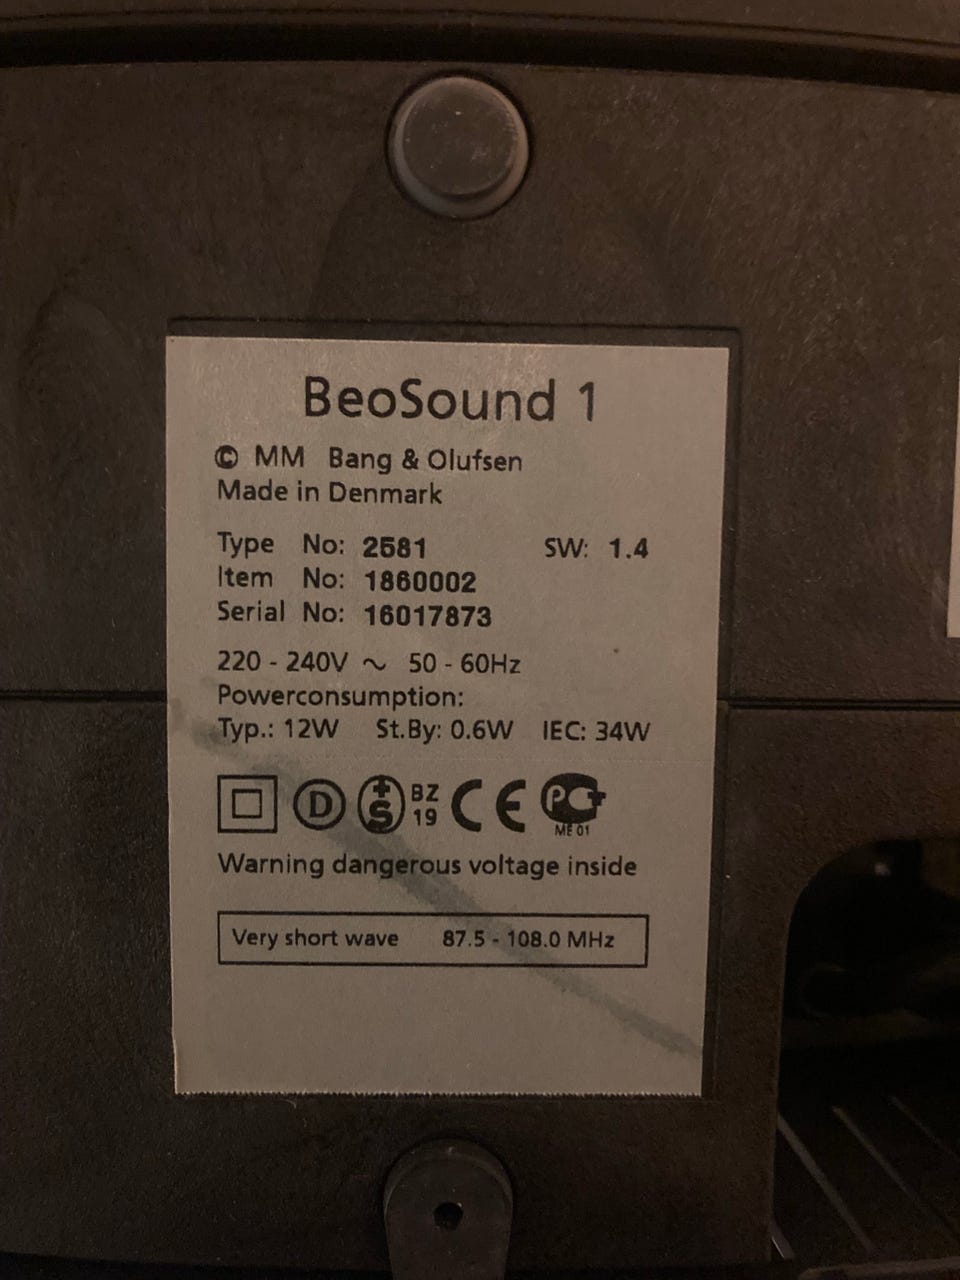 BeoSound 1
© MM Bang & Olufsen
Made in Denmark
Type No: 2581 SW: 1.4
Item No: 1860002
Serial No: 16017873
220 - 240V ~ 50 - 60Hz
Powerconsumption:
Typ.: 12W St.By: 0.6W IEC: 34W
D +S BZ 19 CE PCT ME 01
Warning dangerous voltage inside
Very short wave 87.5 - 108.0 MHz